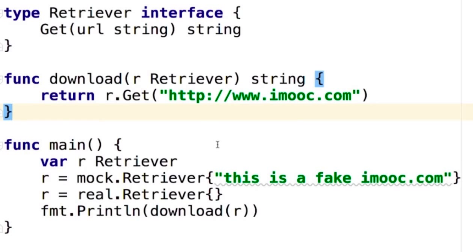 type Retriever interface {
    Get(url string) string
}
func download(r Retriever) string {
    return r.Get("http://www.imooc.com")
}
func main() {
    var r Retriever
    r = mock.Retriever{"this is a fake imooc.com"}
    r = real.Retriever{}
    fmt.Println(download(r))
}